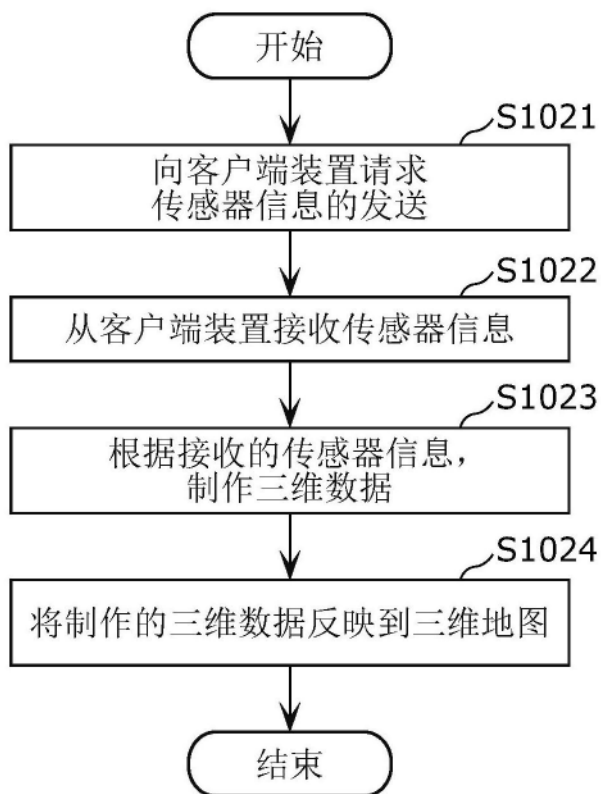 开始
S1021
向客户端装置请求
传感器信息的发送
S1022
从客户端装置接收传感器信息
S1023
根据接收的传感器信息，
制作三维数据
S1024
将制作的三维数据反映到三维地图
结束